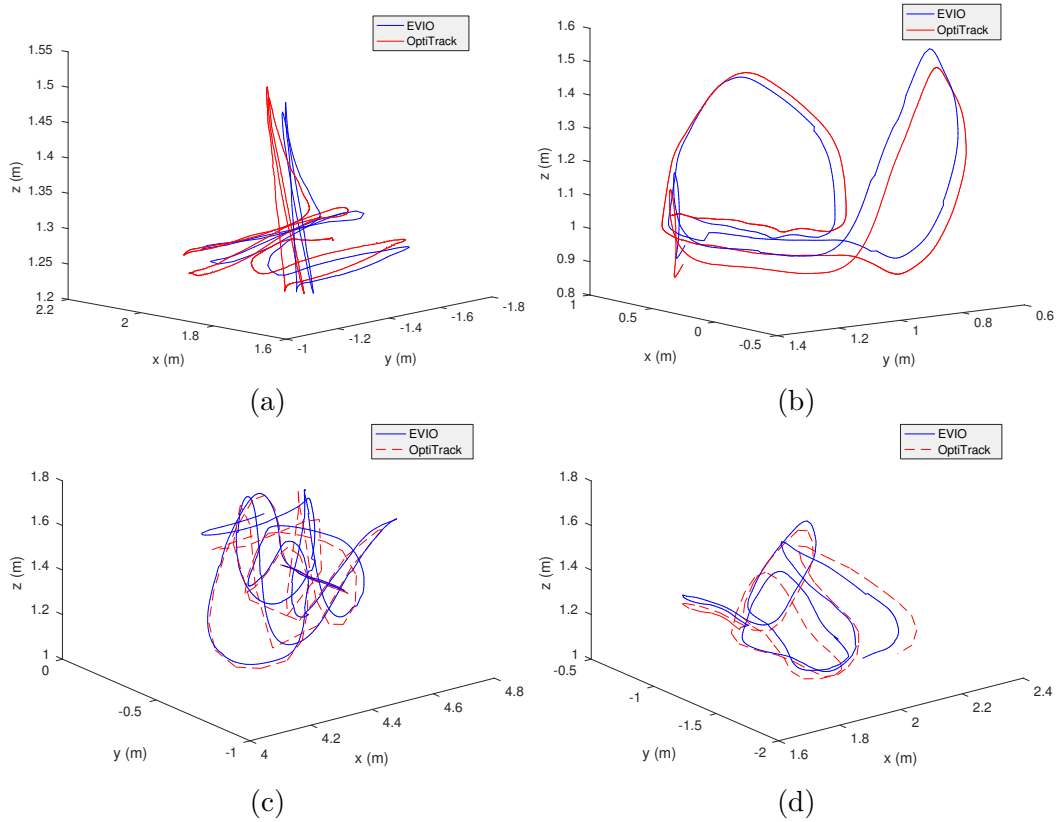 EVIO
OptiTrack
1.55
1.5
1.45
1.4
1.35
1.3
1.25
1.2
z (m)
2.2
2
1.8
1.6
x (m)
-1
-1.2
-1.4
-1.6
-1.8
y (m)
(a)
EVIO
OptiTrack
1.6
1.5
1.4
1.3
1.2
1.1
1
0.9
0.8
z (m)
1
0.5
0
-0.5
x (m)
1.4
1.2
1
0.8
0.6
y (m)
(b)
EVIO
OptiTrack
1.8
1.6
1.4
1.2
1
z (m)
0
-0.5
-1
y (m)
4
4.2
4.4
4.6
4.8
x (m)
(c)
EVIO
OptiTrack
1.8
1.6
1.4
1.2
1
z (m)
-0.5
-1
-1.5
-2
y (m)
1.6
1.8
2
2.2
2.4
x (m)
(d)